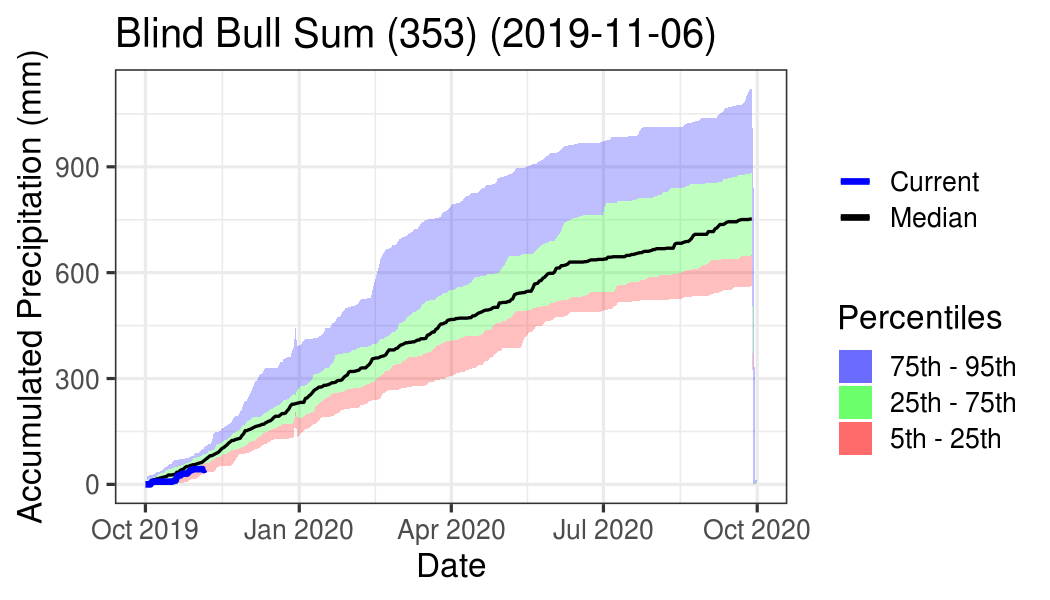 Blind Bull Sum (353) (2019-11-06)
Accumulated Precipitation (mm)
900
600
300
0
Oct 2019
Jan 2020
Apr 2020
Jul 2020
Oct 2020
Date
Current
Median
Percentiles
75th - 95th
25th - 75th
5th - 25th